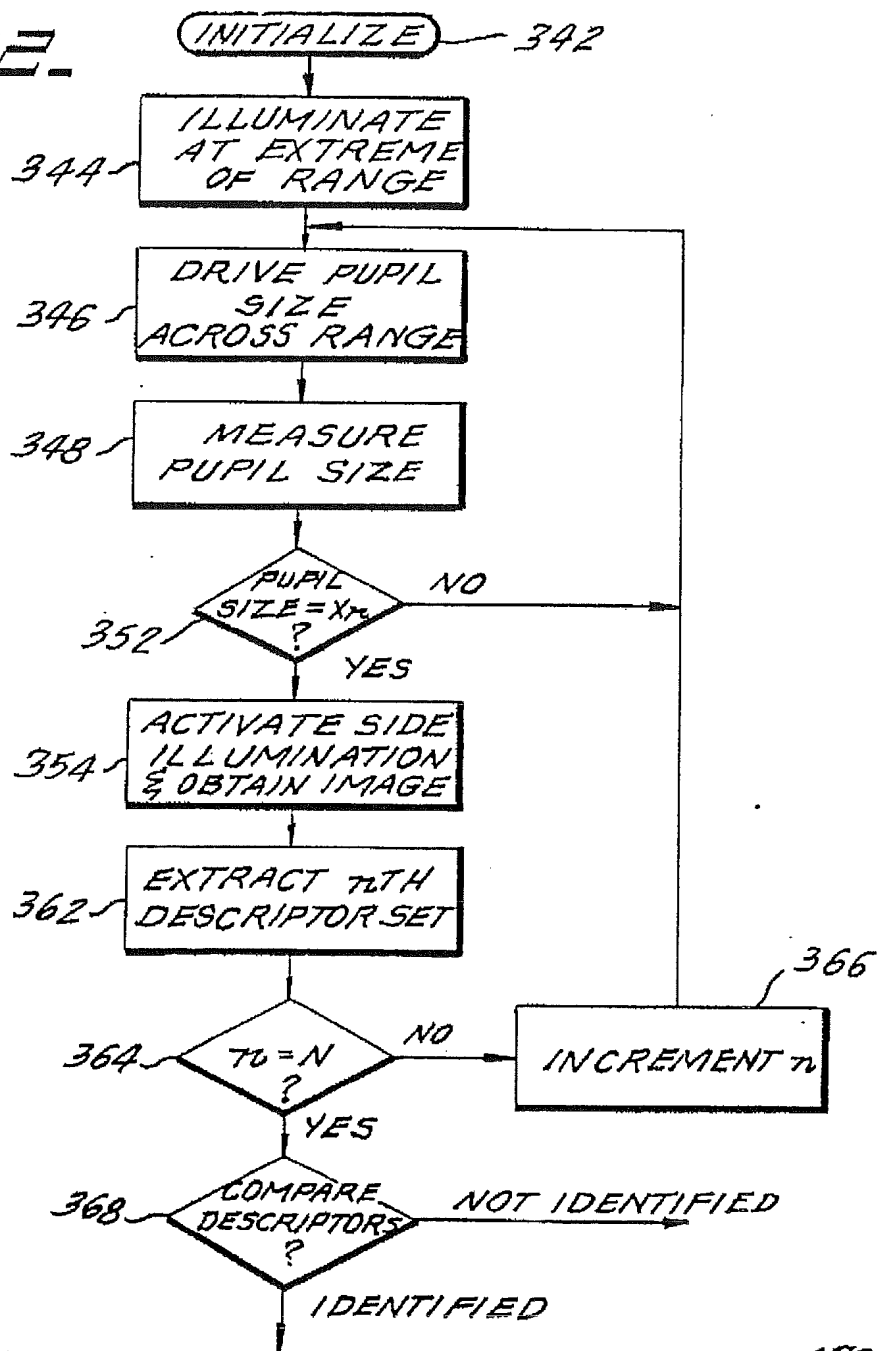 2.
INITIALIZE
342
ILLUMINATE
AT EXTREME
OF RANGE
344
DRIVE PUPIL
SIZE
ACROSS RANGE
346
MEASURE
PUPIL SIZE
348
PUPIL
SIZE = Xn
?
352
NO
YES
ACTIVATE SIDE
ILLUMINATION
& OBTAIN IMAGE
354
EXTRACT nTH
DESCRIPTOR SET
362
366
n = N
?
364
NO
INCREMENT n
YES
COMPARE
DESCRIPTORS
?
368
NOT IDENTIFIED
IDENTIFIED